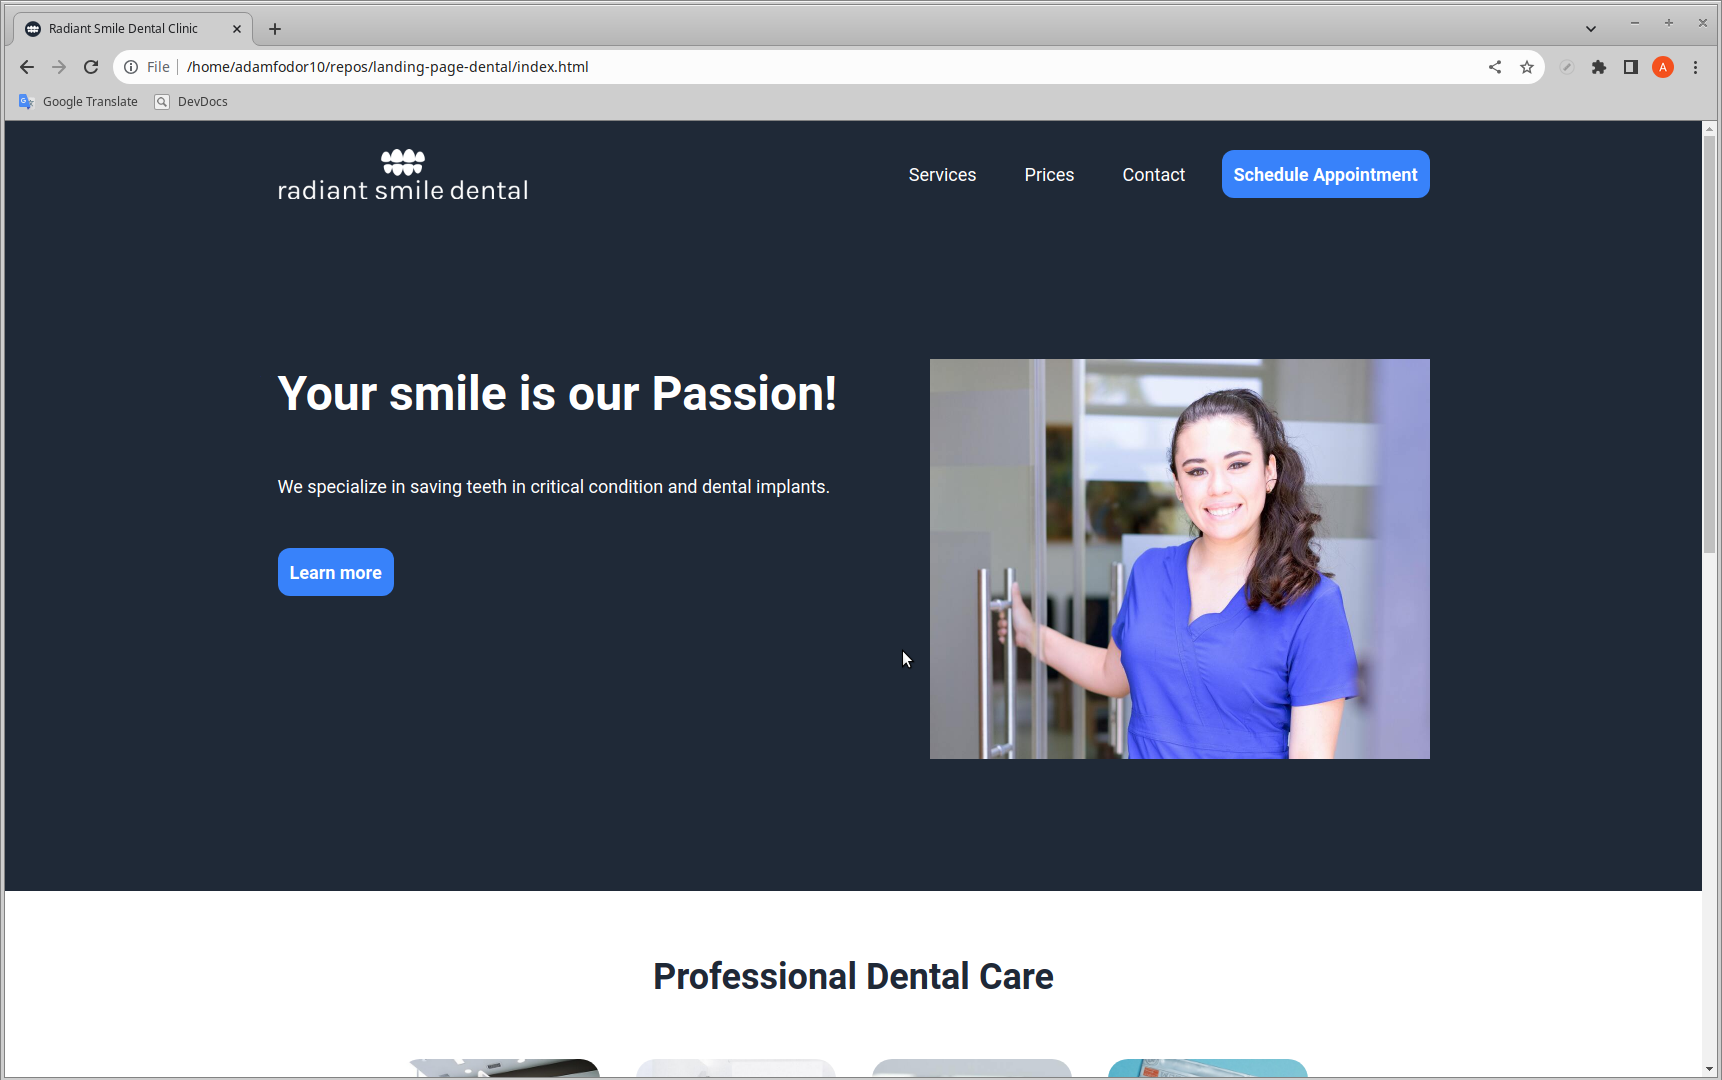 Radiant Smile Dental Clinic
File
/home/adamfodor10/repos/landing-page-dental/index.html
A
Google Translate
DevDocs
radiant smile dental
Services
Prices
Contact
Schedule Appointment
Your smile is our Passion!
We specialize in saving teeth in critical condition and dental implants.
Learn more
Professional Dental Care